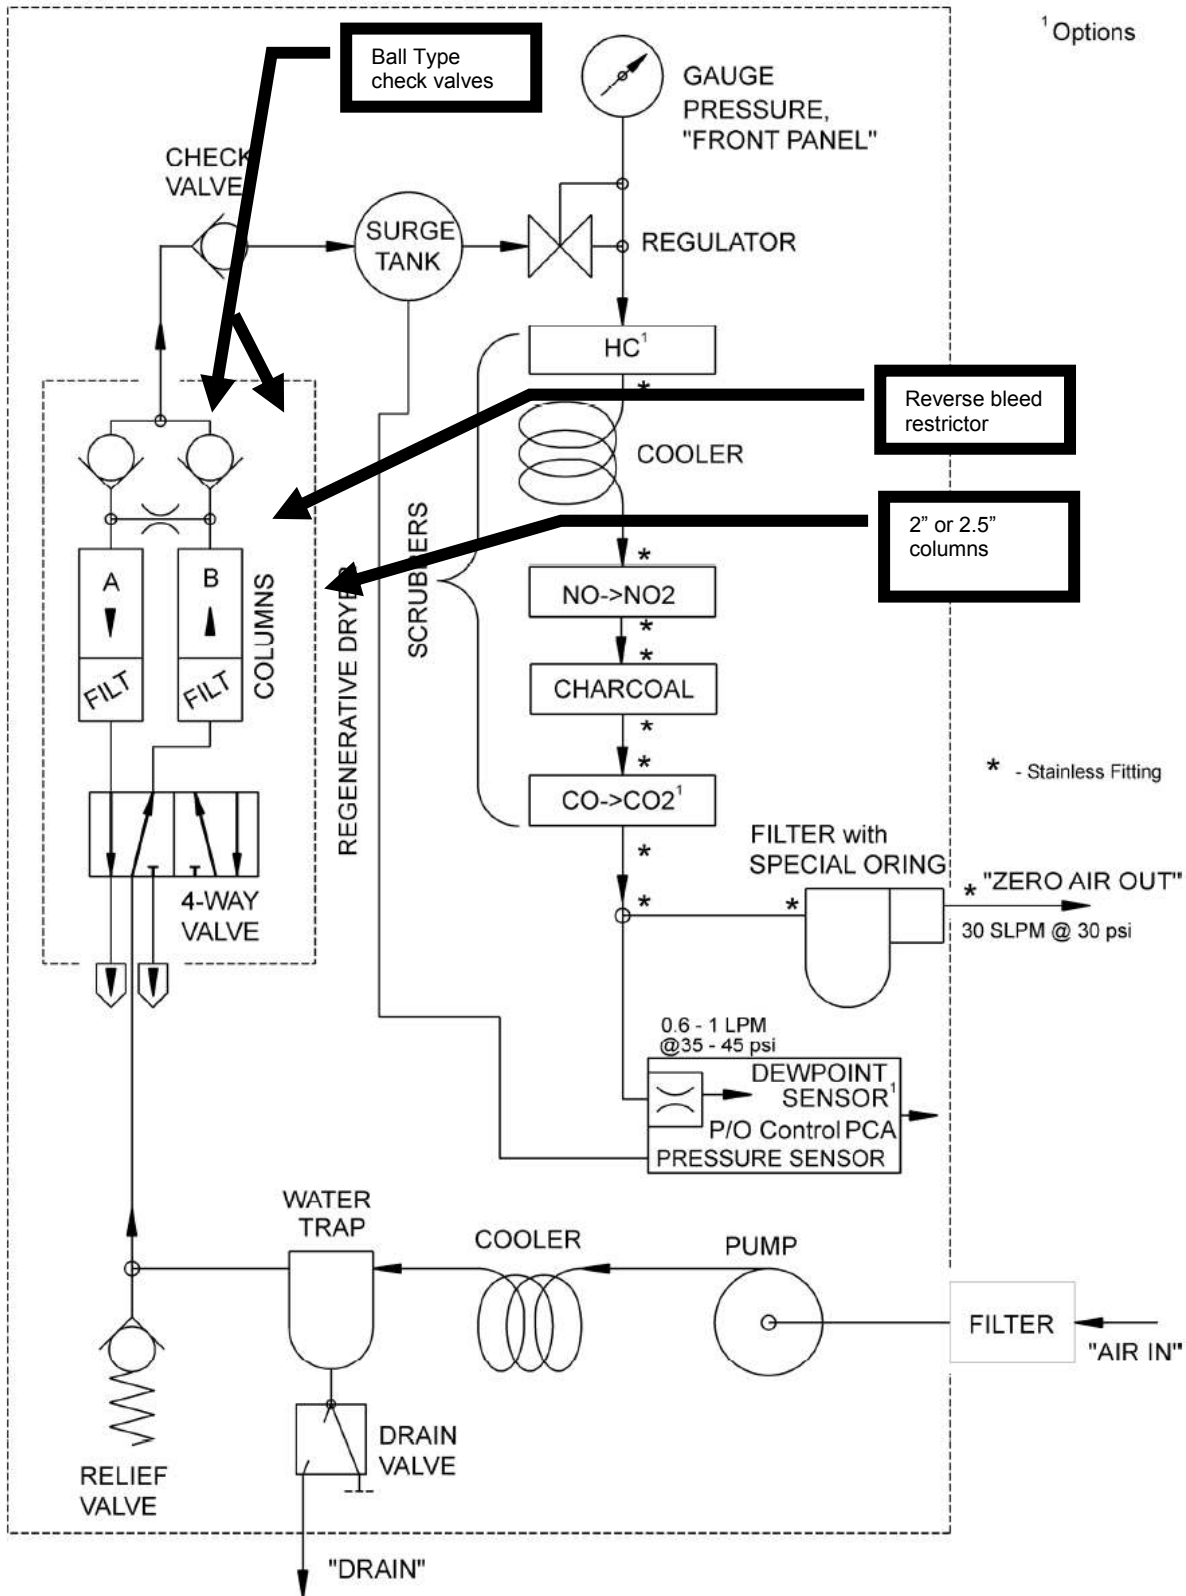 ¹ Options
Ball Type
check valves
GAUGE
PRESSURE,
"FRONT PANEL"
CHECK
VALVE
SURGE
TANK
REGULATOR
HC¹
*
Reverse bleed
restrictor
COOLER
2” or 2.5”
columns
SCRUBBERS
REGENERATIVE DRYER
COLUMNS
A
B
FILT
FILT
*
NO->NO2
*
*
CHARCOAL
*
*
CO->CO2¹
*
*
* - Stainless Fitting
4-WAY
VALVE
FILTER with
SPECIAL ORING
*
* "ZERO AIR OUT"
30 SLPM @ 30 psi
0.6 - 1 LPM
@35 - 45 psi
DEWPOINT
SENSOR¹
P/O Control PCA
PRESSURE SENSOR
WATER
TRAP
COOLER
PUMP
FILTER
"AIR IN"
RELIEF
VALVE
DRAIN
VALVE
"DRAIN"